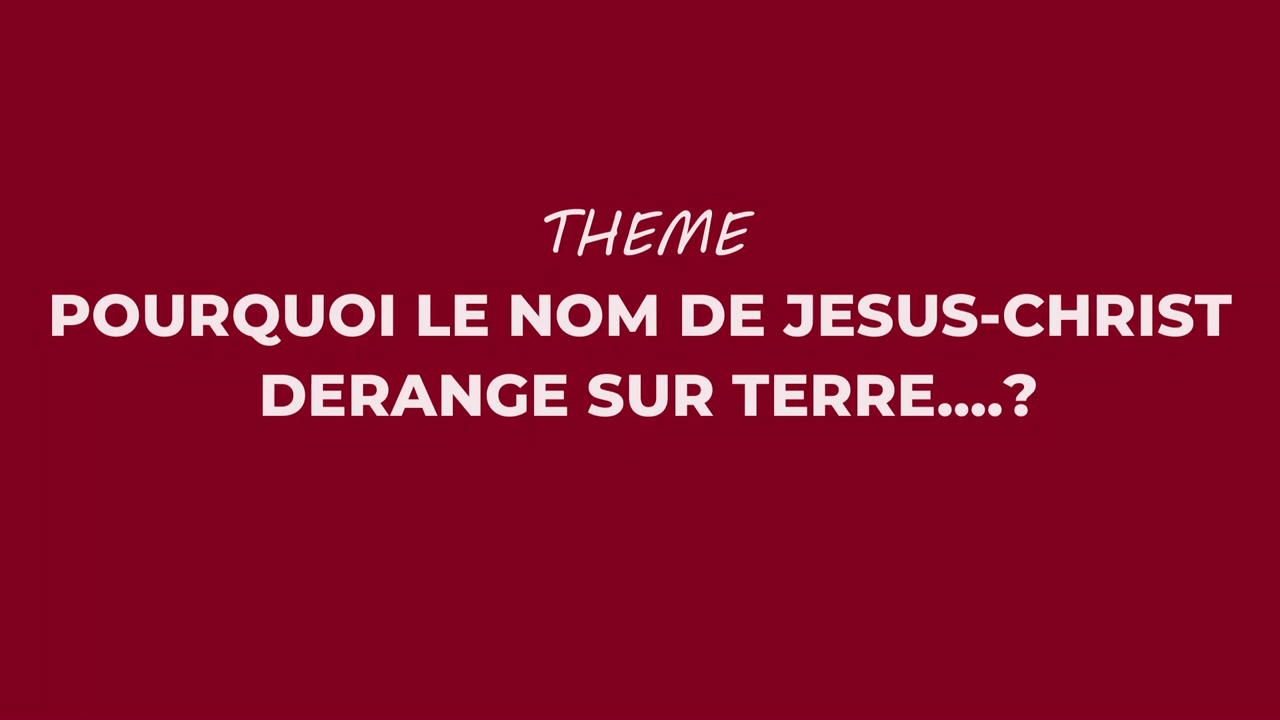 THEME
POURQUOI LE NOM DE JESUS-CHRIST
DERANGE SUR TERRE....?